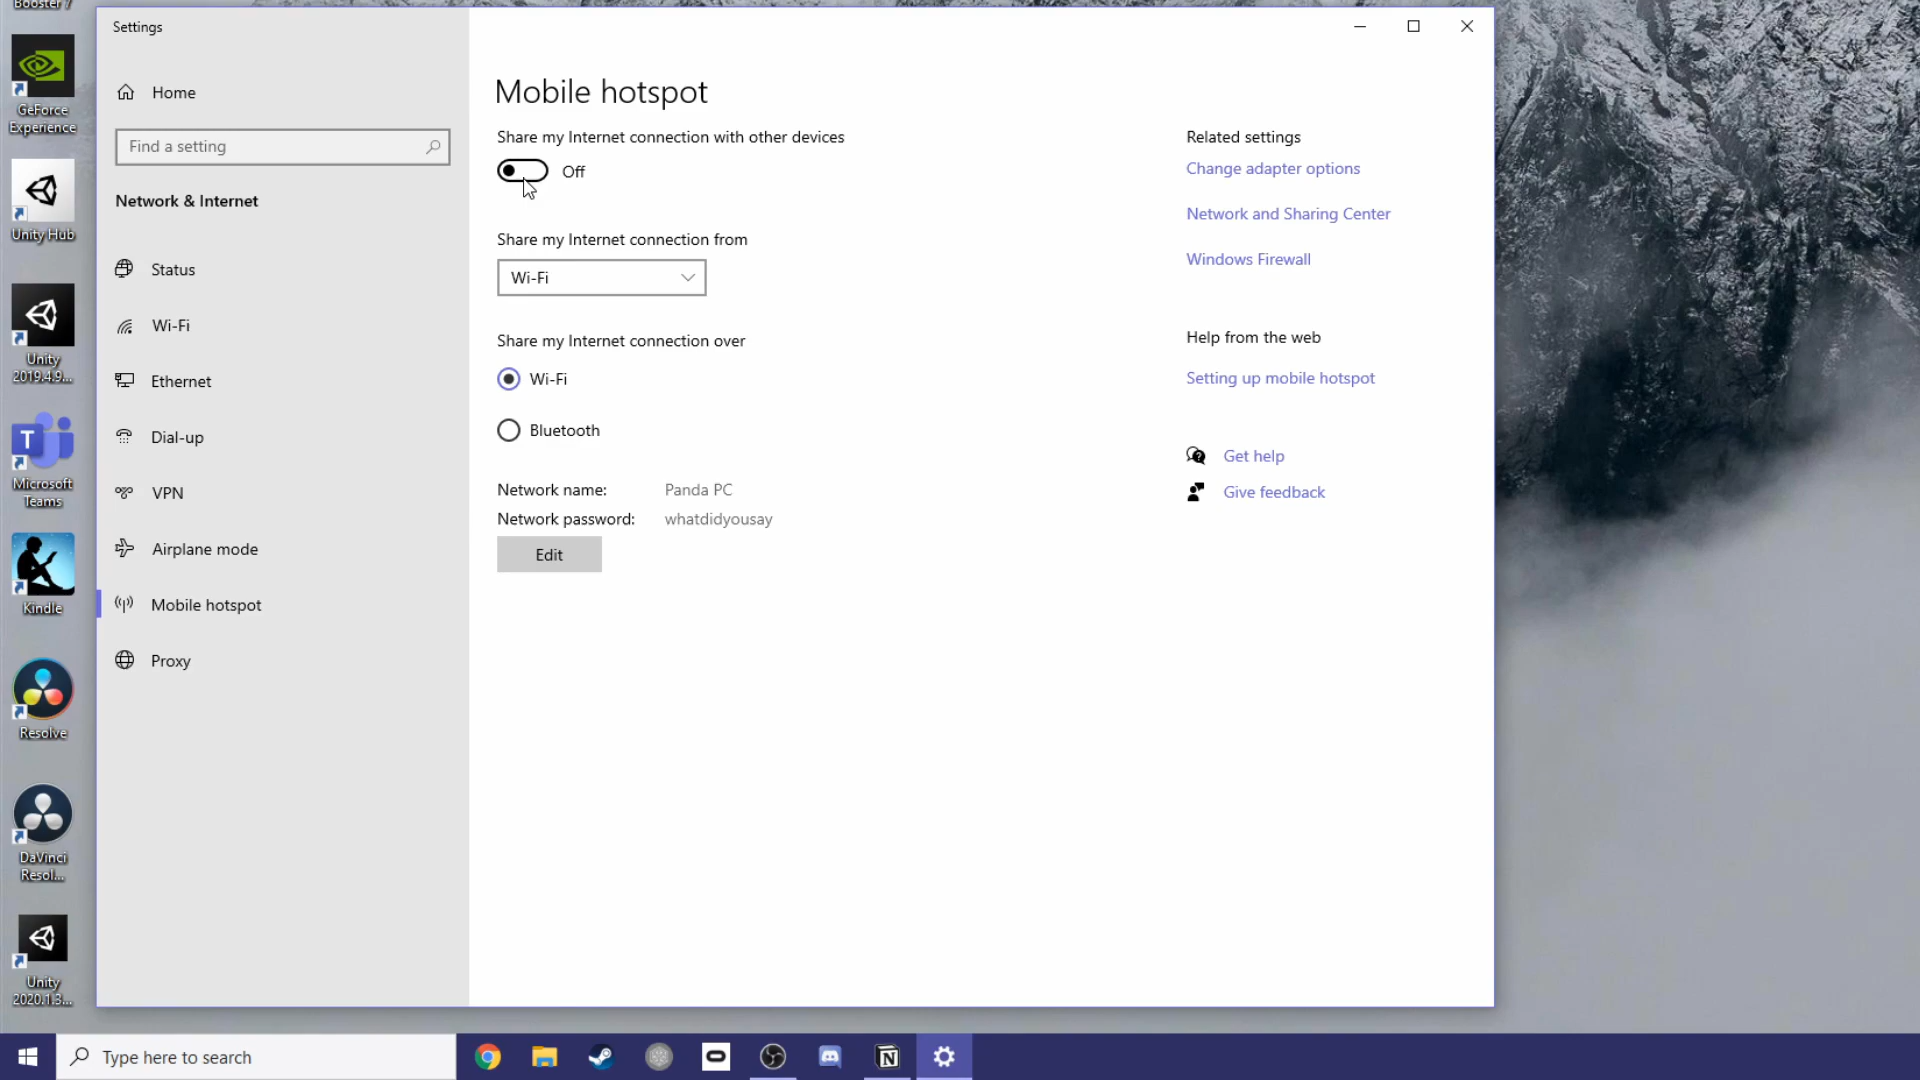 Booster 7
GeForce
Experience
Unity Hub
Unity
2019.4.9...
T
Microsoft
Teams
Kindle
Resolve
DaVinci
Resol...
Unity
2020.1.3...
Settings
Home
Find a setting
Network & Internet
Status
Wi-Fi
Ethernet
Dial-up
VPN
Airplane mode
Mobile hotspot
Proxy
Mobile hotspot
Share my Internet connection with other devices
Off
Share my Internet connection from
Wi-Fi
Share my Internet connection over
Wi-Fi
Bluetooth
Network name: Panda PC
Network password: whatdidyousay
Edit
Related settings
Change adapter options
Network and Sharing Center
Windows Firewall
Help from the web
Setting up mobile hotspot
Get help
Give feedback
Type here to search